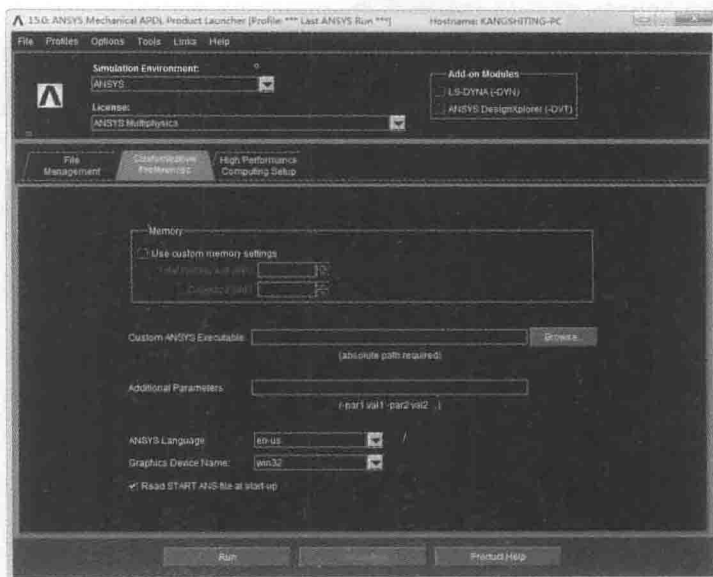 15.0: ANSYS Mechanical APDL Product Launcher [Profile: *** Last ANSYS Run ***] Hostname: KANGSHITING-PC
File Profiles Options Tools Links Help
Simulation Environment:
ANSYS
License:
ANSYS Multiphysics
Add-on Modules
LS-DYNA (-DYN)
ANSYS DesignXplorer (-DVT)
File Management
Customization Preferences
High Performance Computing Setup
Memory
Use custom memory settings
Custom ANSYS Executable:
Browse...
(absolute path required)
Additional Parameters
(-par1 val1 -par2 val2 ...)
ANSYS Language
en-us
Graphics Device Name:
win32
Read START.ANS file at start-up
Run
Product Help